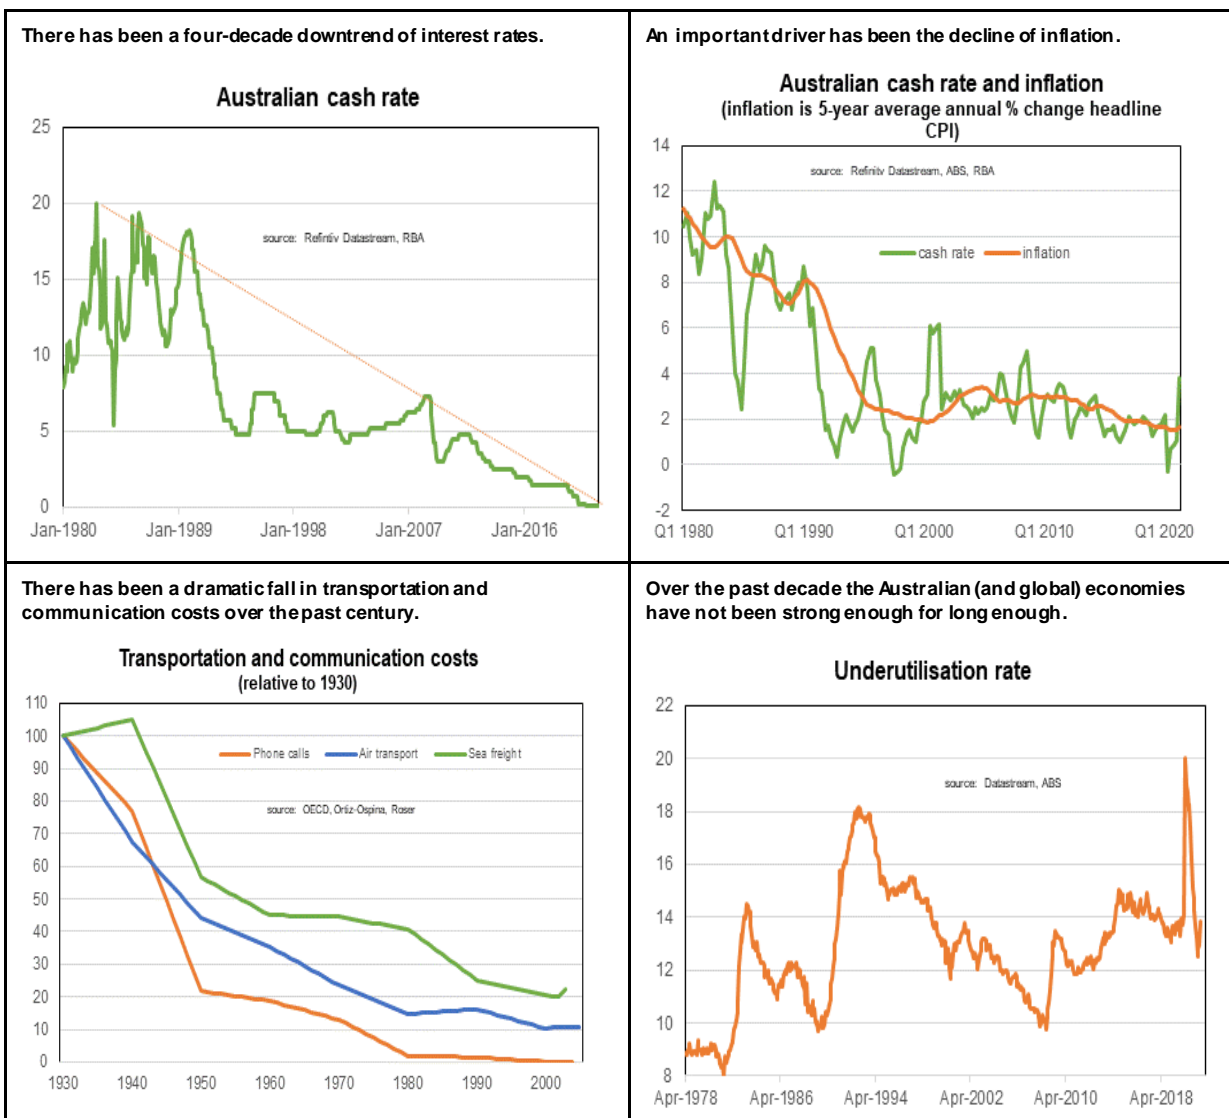 There has been a four-decade downtrend of interest rates.
Australian cash rate
25
20
15
10
5
0
source: Refintiv Datastream, RBA
Jan-1980
Jan-1989
Jan-1998
Jan-2007
Jan-2016
An important driver has been the decline of inflation.
Australian cash rate and inflation
(inflation is 5-year average annual % change headline
CPI)
14
12
10
8
6
4
2
0
-2
source: Refinitv Datastream, ABS, RBA
cash rate
inflation
Q1 1980
Q1 1990
Q1 2000
Q1 2010
Q1 2020
There has been a dramatic fall in transportation and
communication costs over the past century.
Transportation and communication costs
(relative to 1930)
110
100
90
80
70
60
50
40
30
20
10
0
Phone calls
Air transport
Sea freight
source: OECD, Ortiz-Ospina, Roser
1930
1940
1950
1960
1970
1980
1990
2000
Over the past decade the Australian (and global) economies
have not been strong enough for long enough.
Underutilisation rate
22
20
18
16
14
12
10
8
source: Datastream, ABS
Apr-1978
Apr-1986
Apr-1994
Apr-2002
Apr-2010
Apr-2018